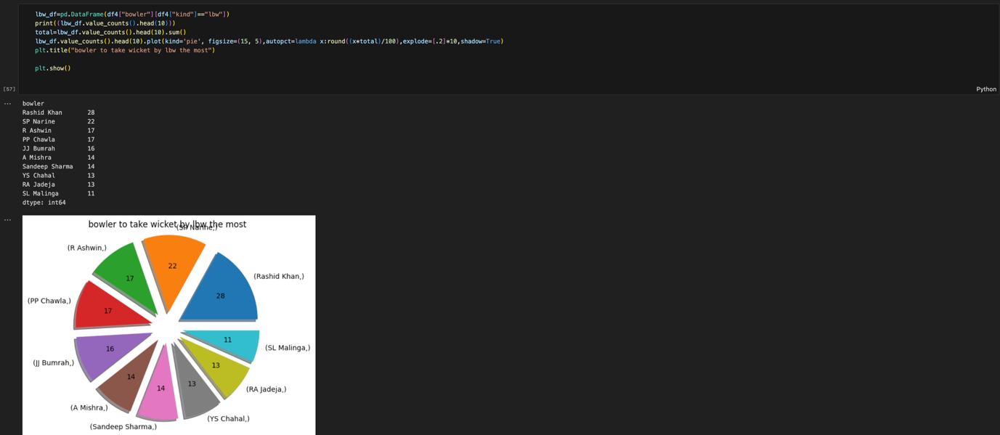 lbw_df=pd.DataFrame(df4["bowler"][df4["kind"]=="lbw"])
print((lbw_df.value_counts().head(10)))
total=lbw_df.value_counts().head(10).sum()
lbw_df.value_counts().head(10).plot(kind='pie', figsize=(15, 5),autopct=lambda x:round((x*total)/100),explode=[.2]*10,shadow=True)
plt.title("bowler to take wicket by lbw the most")
plt.show()
[57]
Python
...
bowler
Rashid Khan 28
SP Narine 22
R Ashwin 17
PP Chawla 17
JJ Bumrah 16
A Mishra 14
Sandeep Sharma 14
YS Chahal 13
RA Jadeja 13
SL Malinga 11
dtype: int64
...
bowler to take wicket by lbw the most
(SP Narine,)
(R Ashwin,)
22
(Rashid Khan,)
17
28
(PP Chawla,)
17
11
16
(SL Malinga,)
(JJ Bumrah,)
13
14
13
14
(RA Jadeja,)
(A Mishra,)
(YS Chahal,)
(Sandeep Sharma,)